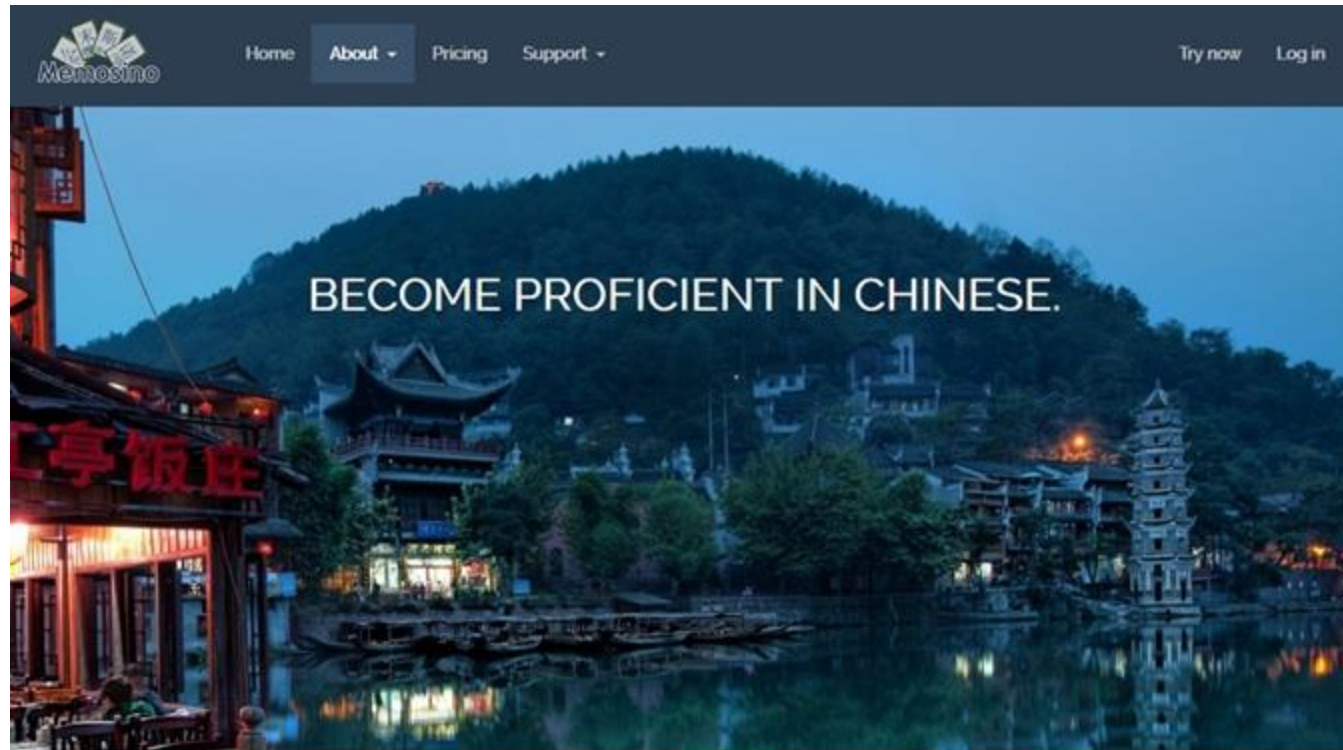 Memosino
Home About Pricing Support Try now Log in
BECOME PROFICIENT IN CHINESE.
亭饭庄